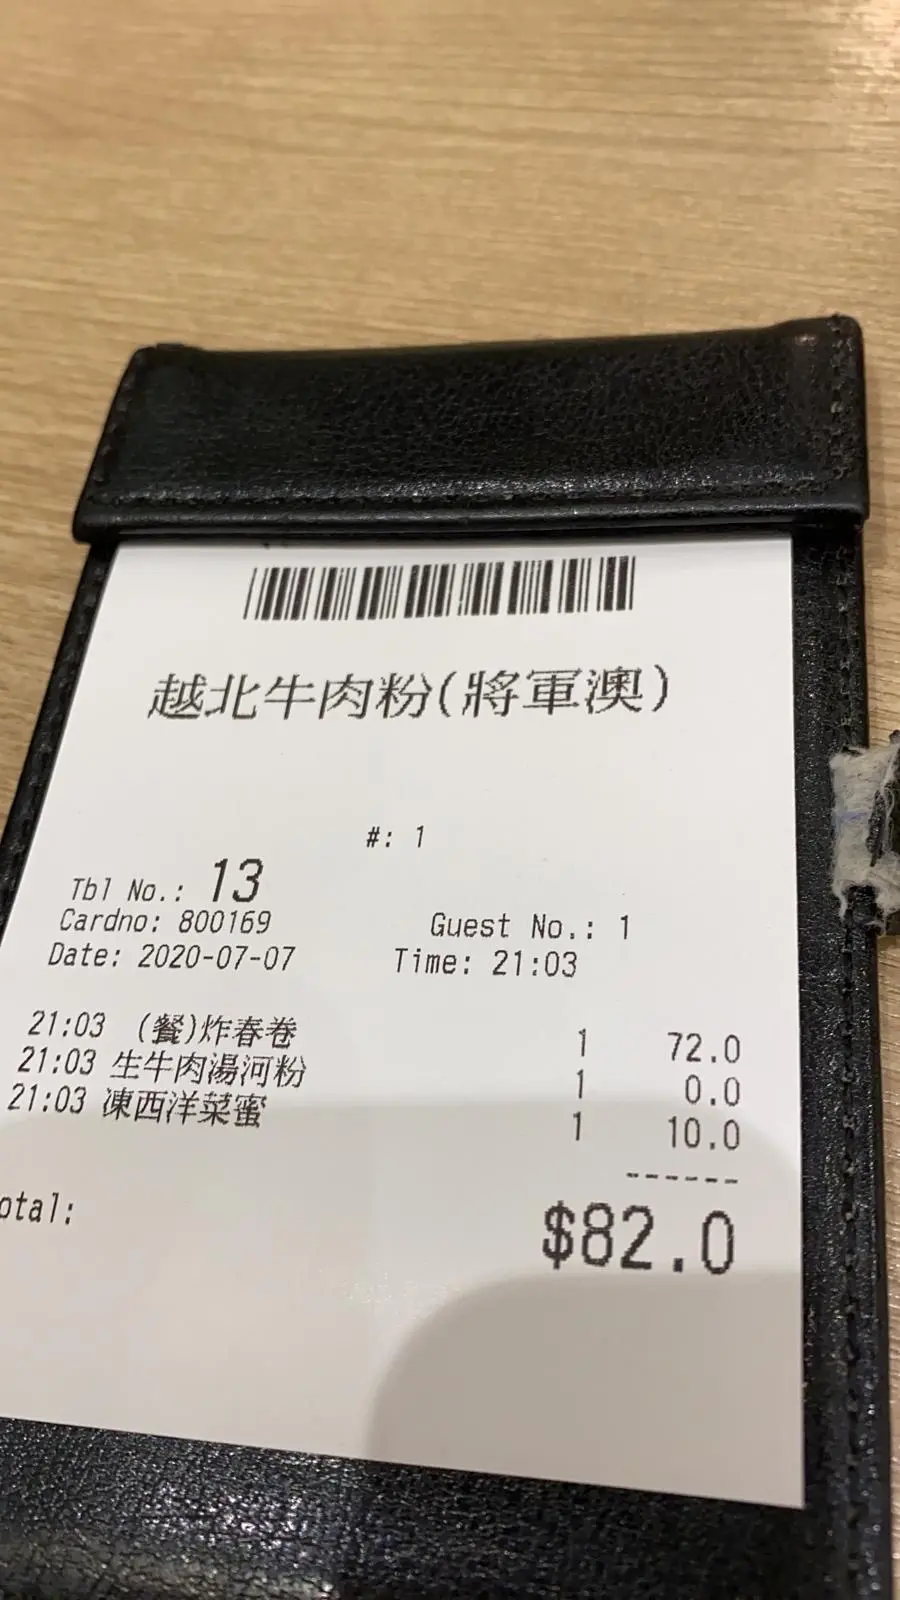 越北牛肉粉(將軍澳)
#: 1
Tbl No.: 13
Cardno: 800169 Guest No.: 1
Date: 2020-07-07 Time: 21:03
21:03 (餐)炸春卷 1 72.0
21:03 生牛肉湯河粉 1 0.0
21:03 凍西洋菜蜜 1 10.0
------
otal: $82.0